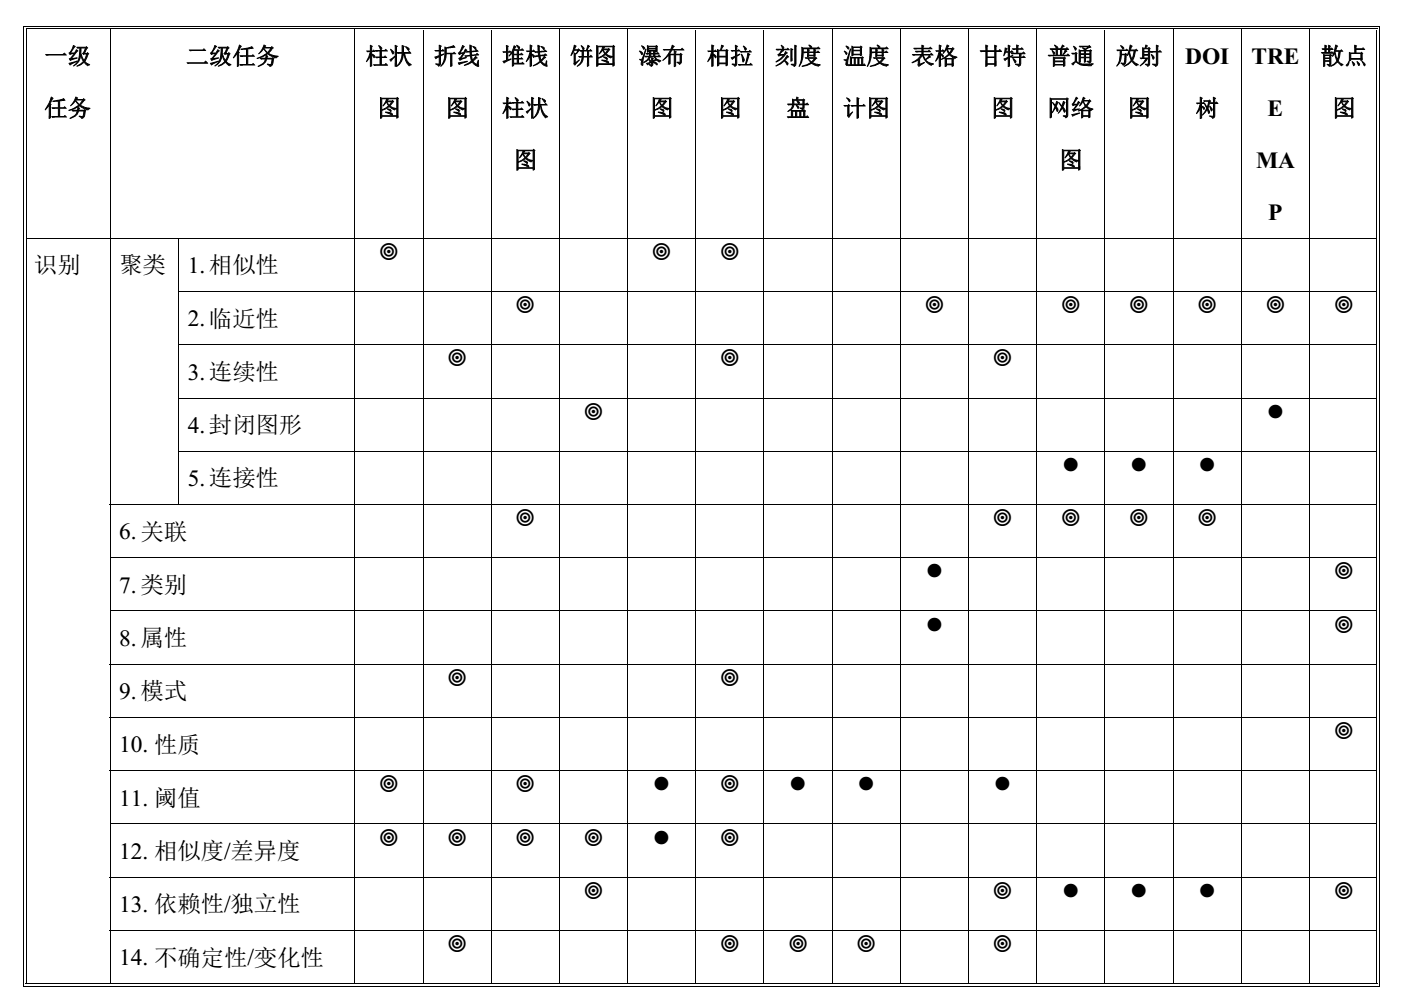 一级 二级任务 柱状 折线 堆栈 饼图 瀑布 柏拉 刻度 温度 表格 甘特 普通 放射 DOI TRE 散点
任务 图 图 柱状 图 图 盘 计图 图 网络 图 树 E 图
图 图 MA
P
识别 聚类 1. 相似性 ◎ ◎ ◎
2. 临近性 ◎ ◎ ◎ ◎ ◎ ◎ ◎
3. 连续性 ◎ ◎ ◎
4. 封闭图形 ◎ ●
5. 连接性 ● ● ●
6. 关联 ◎ ◎ ◎ ◎ ◎
7. 类别 ● ◎
8. 属性 ● ◎
9. 模式 ◎ ◎
10. 性质 ◎
11. 阈值 ◎ ◎ ● ◎ ● ● ●
12. 相似度/差异度 ◎ ◎ ◎ ◎ ● ◎
13. 依赖性/独立性 ◎ ◎ ● ● ● ◎
14. 不确定性/变化性 ◎ ◎ ◎ ◎ ◎